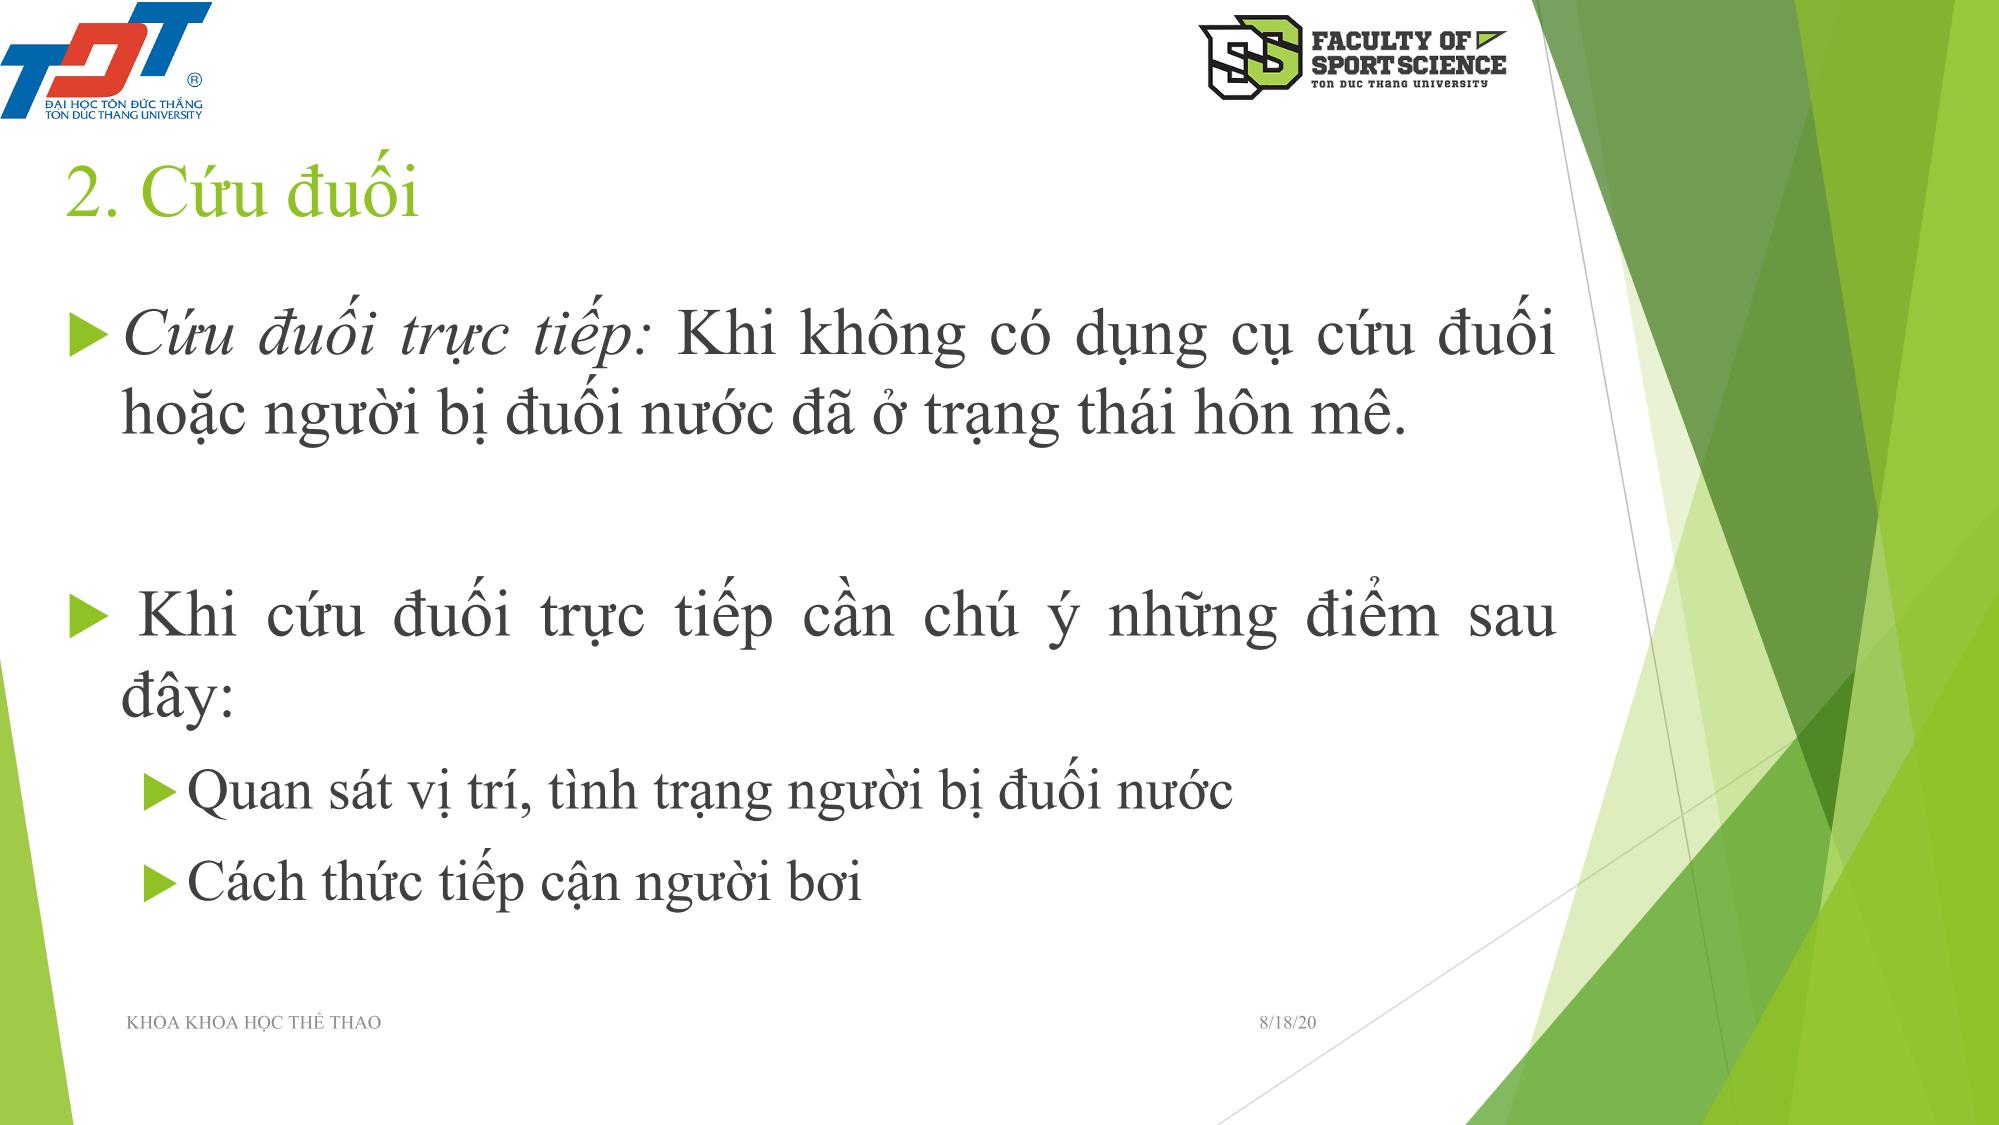 TDT
®
ĐẠI HỌC TÔN ĐỨC THẮNG
TON DUC THANG UNIVERSITY
SS
FACULTY OF
SPORT SCIENCE
TON DUC THANG UNIVERSITY
2. Cứu đuối
Cứu đuối trực tiếp: Khi không có dụng cụ cứu đuối
hoặc người bị đuối nước đã ở trạng thái hôn mê.
Khi cứu đuối trực tiếp cần chú ý những điểm sau
đây:
Quan sát vị trí, tình trạng người bị đuối nước
Cách thức tiếp cận người bơi
KHOA KHOA HỌC THỂ THAO
8/18/20